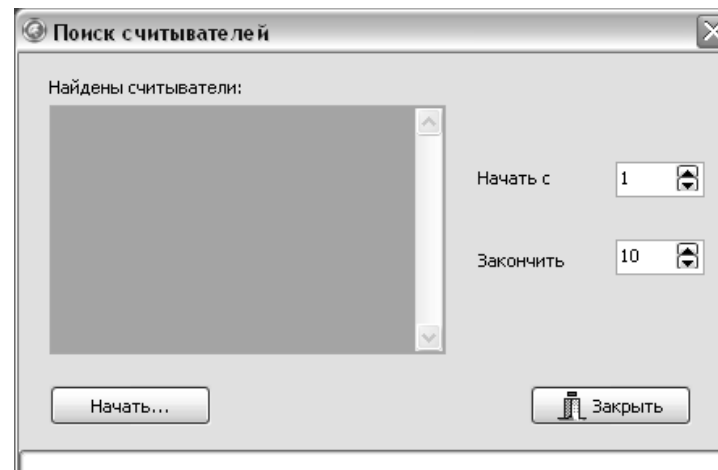 Поиск считывателей
Найдены считыватели:
Начать с 1
Закончить 10
Начать... Закрыть